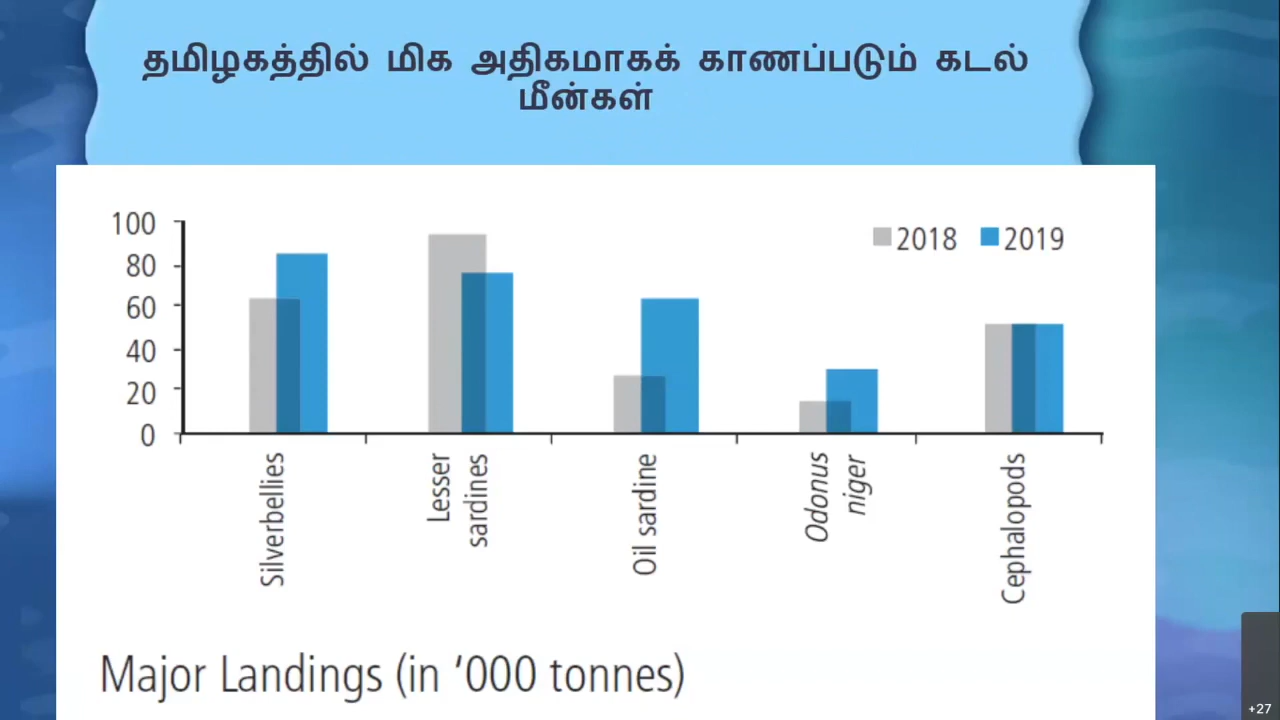 தமிழகத்தில் மிக அதிகமாகக் காணப்படும் கடல்
மீன்கள்
100
80
60
40
20
0
2018
2019
Silverbellies
Lesser
sardines
Oil sardine
Odonus
niger
Cephalopods
Major Landings (in ‘000 tonnes)
+27